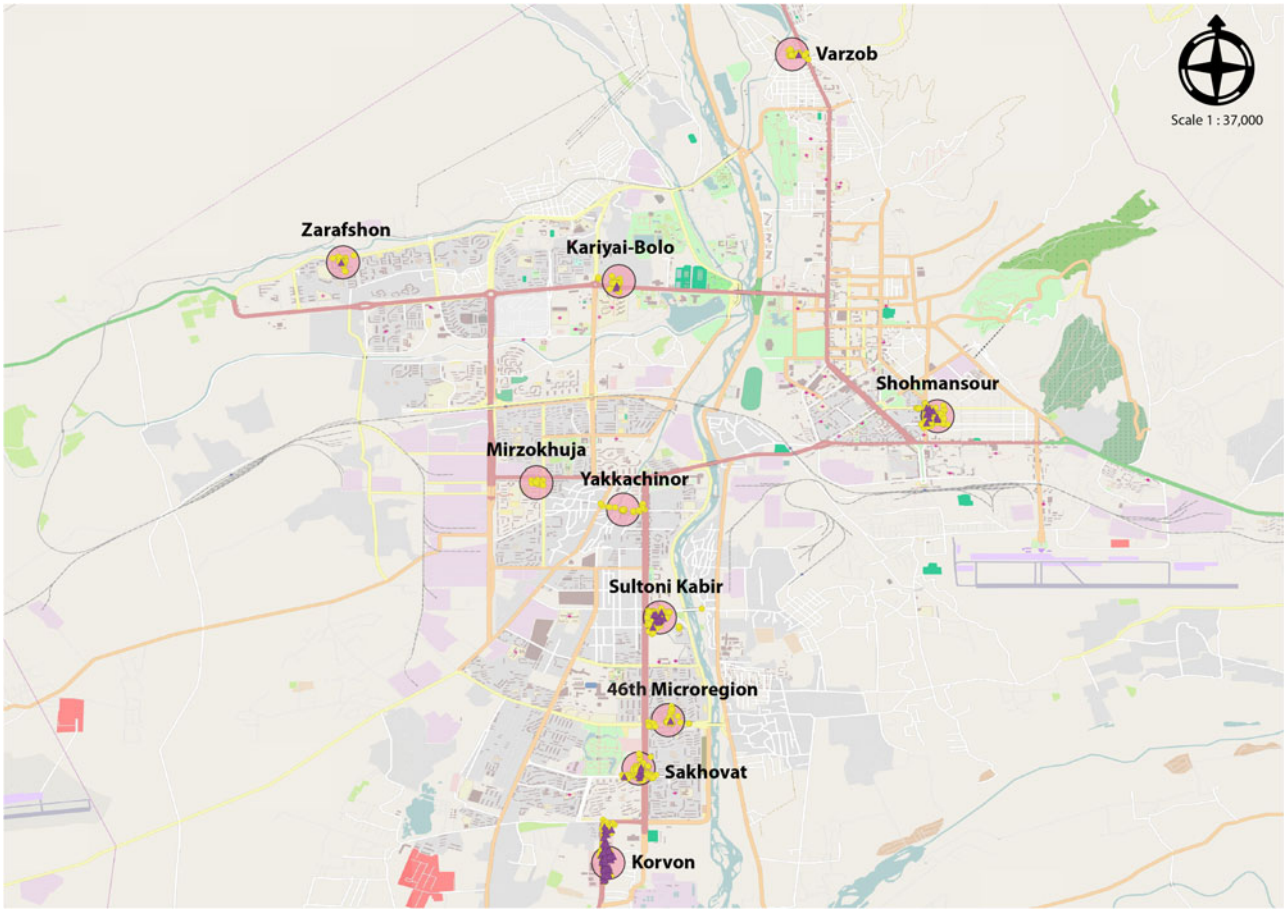 Varzob
Scale 1 : 37,000
Zarafshon
Kariyai-Bolo
Shohmansour
Mirzokhuja
Yakkachinor
Sultoni Kabir
46th Microregion
Sakhovat
Korvon